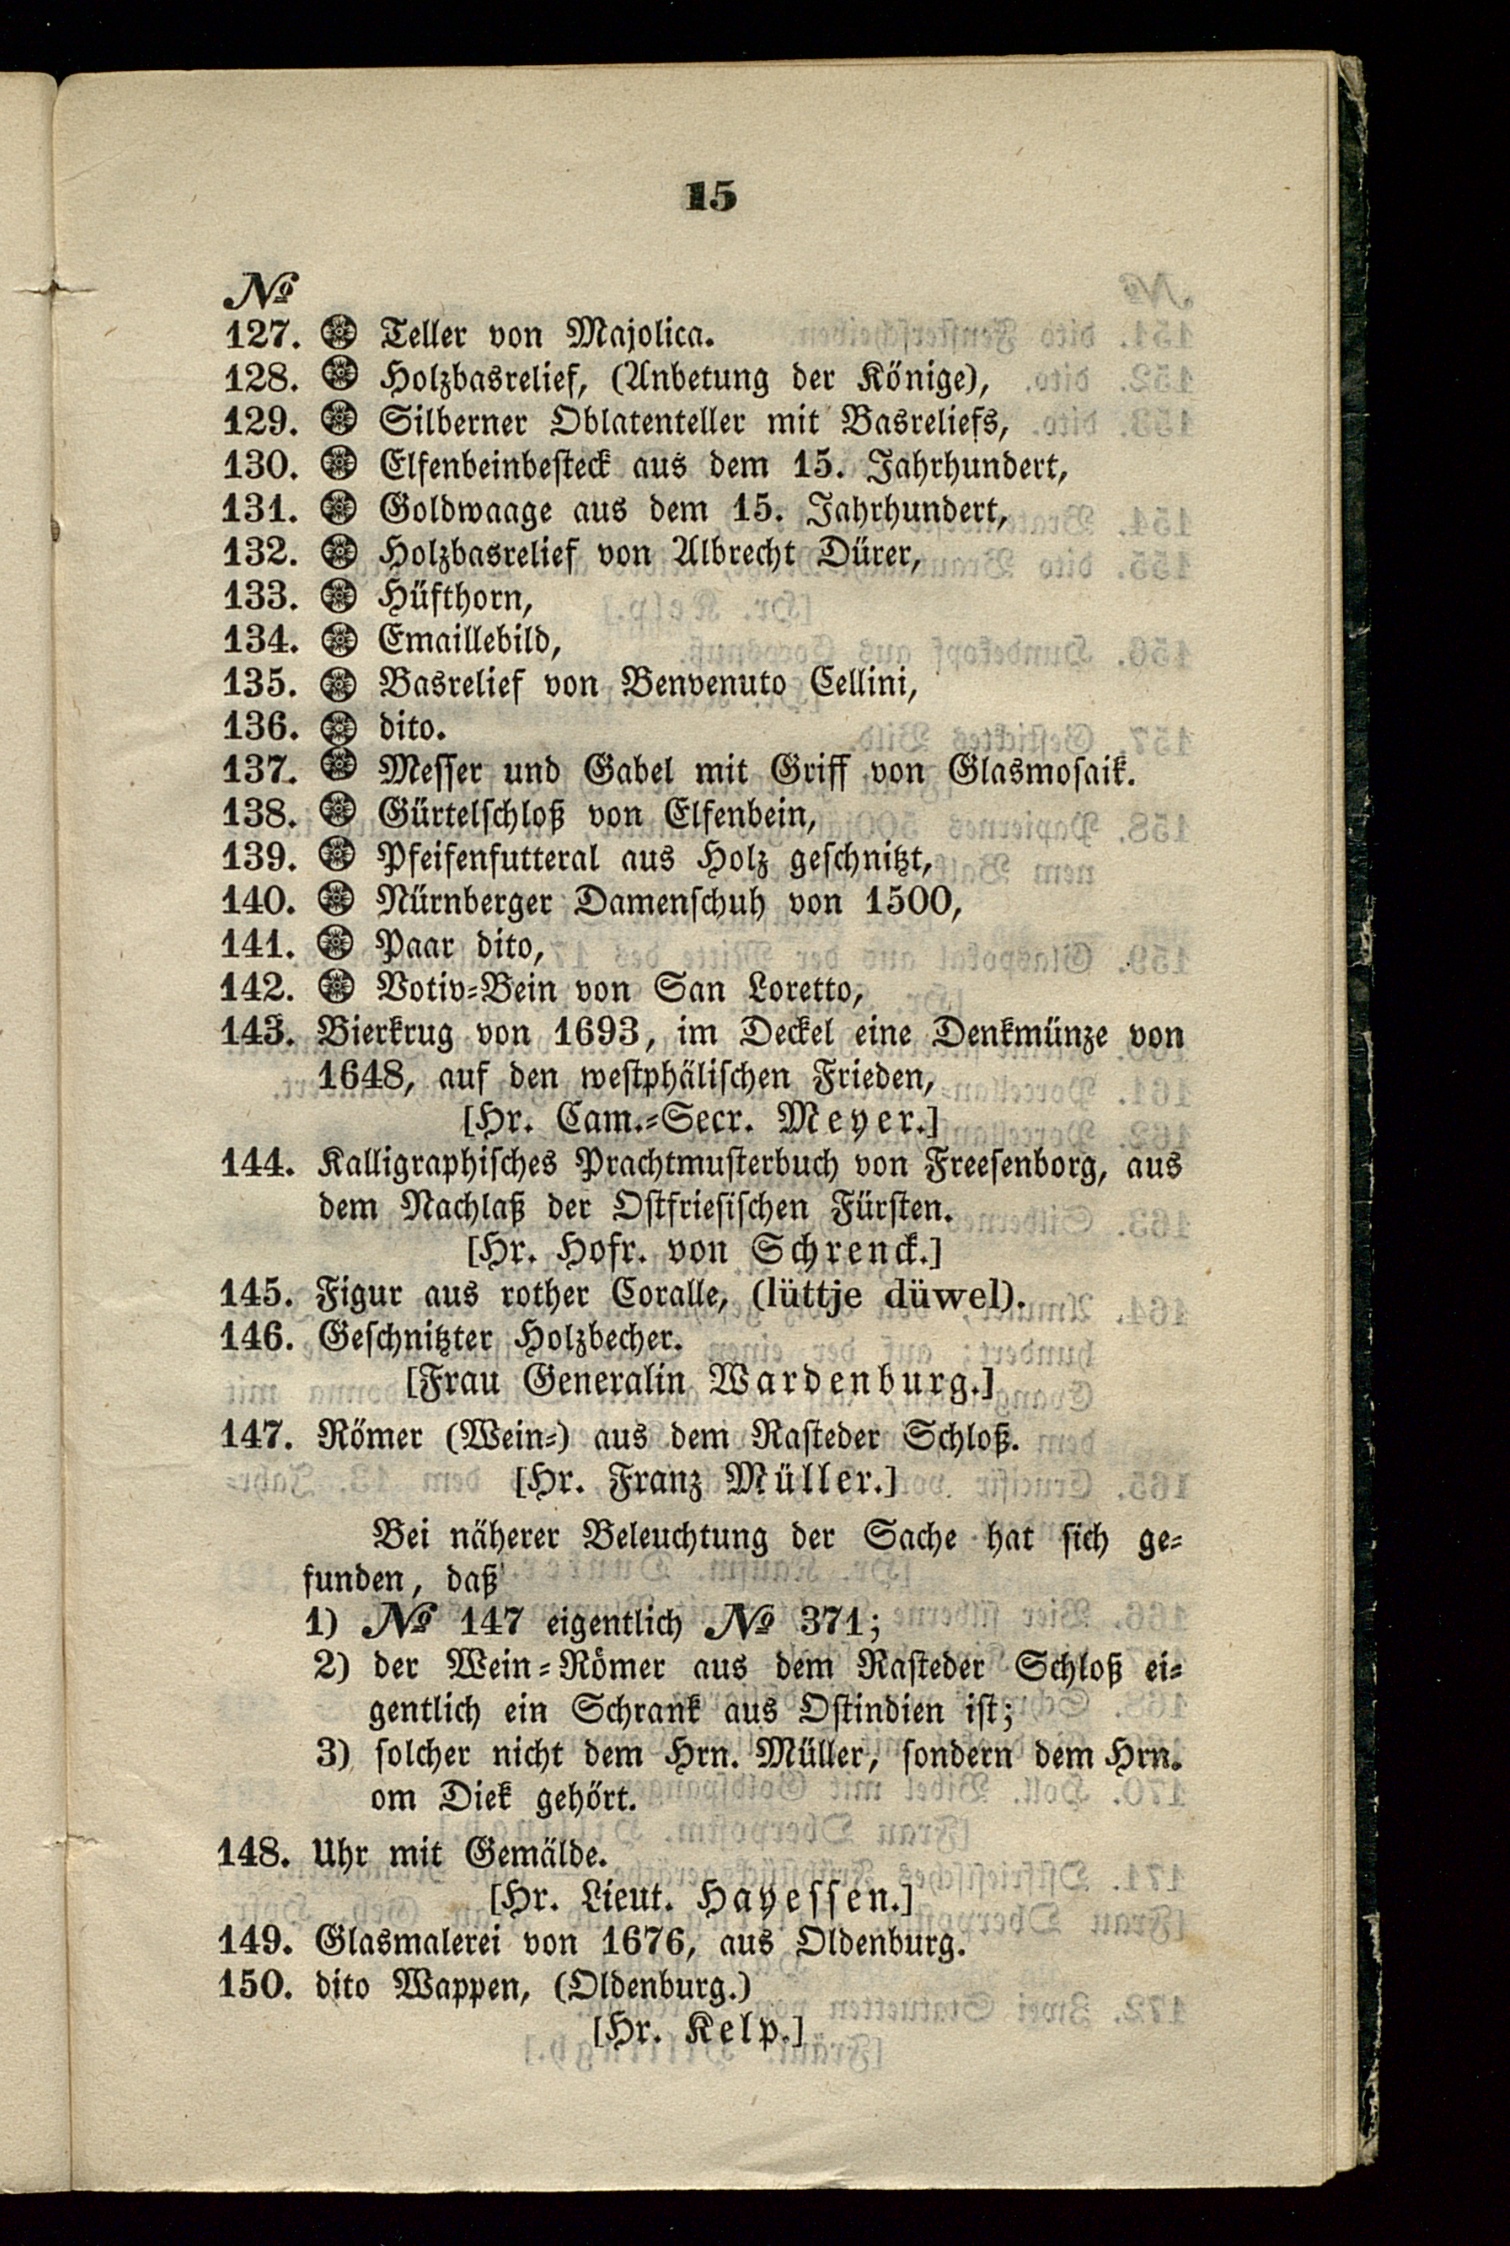 15
№
127. ֍ Teller von Majolica.
128. ֍ Holzbasrelief, (Anbetung der Könige),
129. ֍ Silberner Oblatenteller mit Basreliefs,
130. ֍ Elfenbeinbesteck aus dem 15. Jahrhundert,
131. ֍ Goldwaage aus dem 15. Jahrhundert,
132. ֍ Holzbasrelief von Albrecht Dürer,
133. ֍ Hüfthorn,
134. ֍ Emaillebild,
135. ֍ Basrelief von Benvenuto Cellini,
136. ֍ dito.
137. ֍ Messer und Gabel mit Griff von Glasmosaik.
138. ֍ Gürtelschloß von Elfenbein,
139. ֍ Pfeifenfutteral aus Holz geschnitzt,
140. ֍ Nürnberger Damenschuh von 1500,
141. ֍ Paar dito,
142. ֍ Votiv-Bein von San Loretto,
143. Bierkrug von 1693, im Deckel eine Denkmünze von
1648, auf den westphälischen Frieden,
[Hr. Cam.-Secr. Meyer.]
144. Kalligraphisches Prachtmusterbuch von Freesenborg, aus
dem Nachlaß der Ostfriesischen Fürsten.
[Hr. Hofr. von Schrenck.]
145. Figur aus rother Coralle, (lüttje düwel).
146. Geschnitzter Holzbecher.
[Frau Generalin Wardenburg.]
147. Römer (Wein-) aus dem Rasteder Schloß.
[Hr. Franz Müller.]
Bei näherer Beleuchtung der Sache hat sich ge-
funden, daß
1) № 147 eigentlich № 371;
2) der Wein-Römer aus dem Rasteder Schloß ei-
gentlich ein Schrank aus Ostindien ist;
3) solcher nicht dem Hrn. Müller, sondern dem Hrn.
om Diek gehört.
148. Uhr mit Gemälde.
[Hr. Lieut. Hayessen.]
149. Glasmalerei von 1676, aus Oldenburg.
150. dito Wappen, (Oldenburg.)
[Hr. Kelp.]